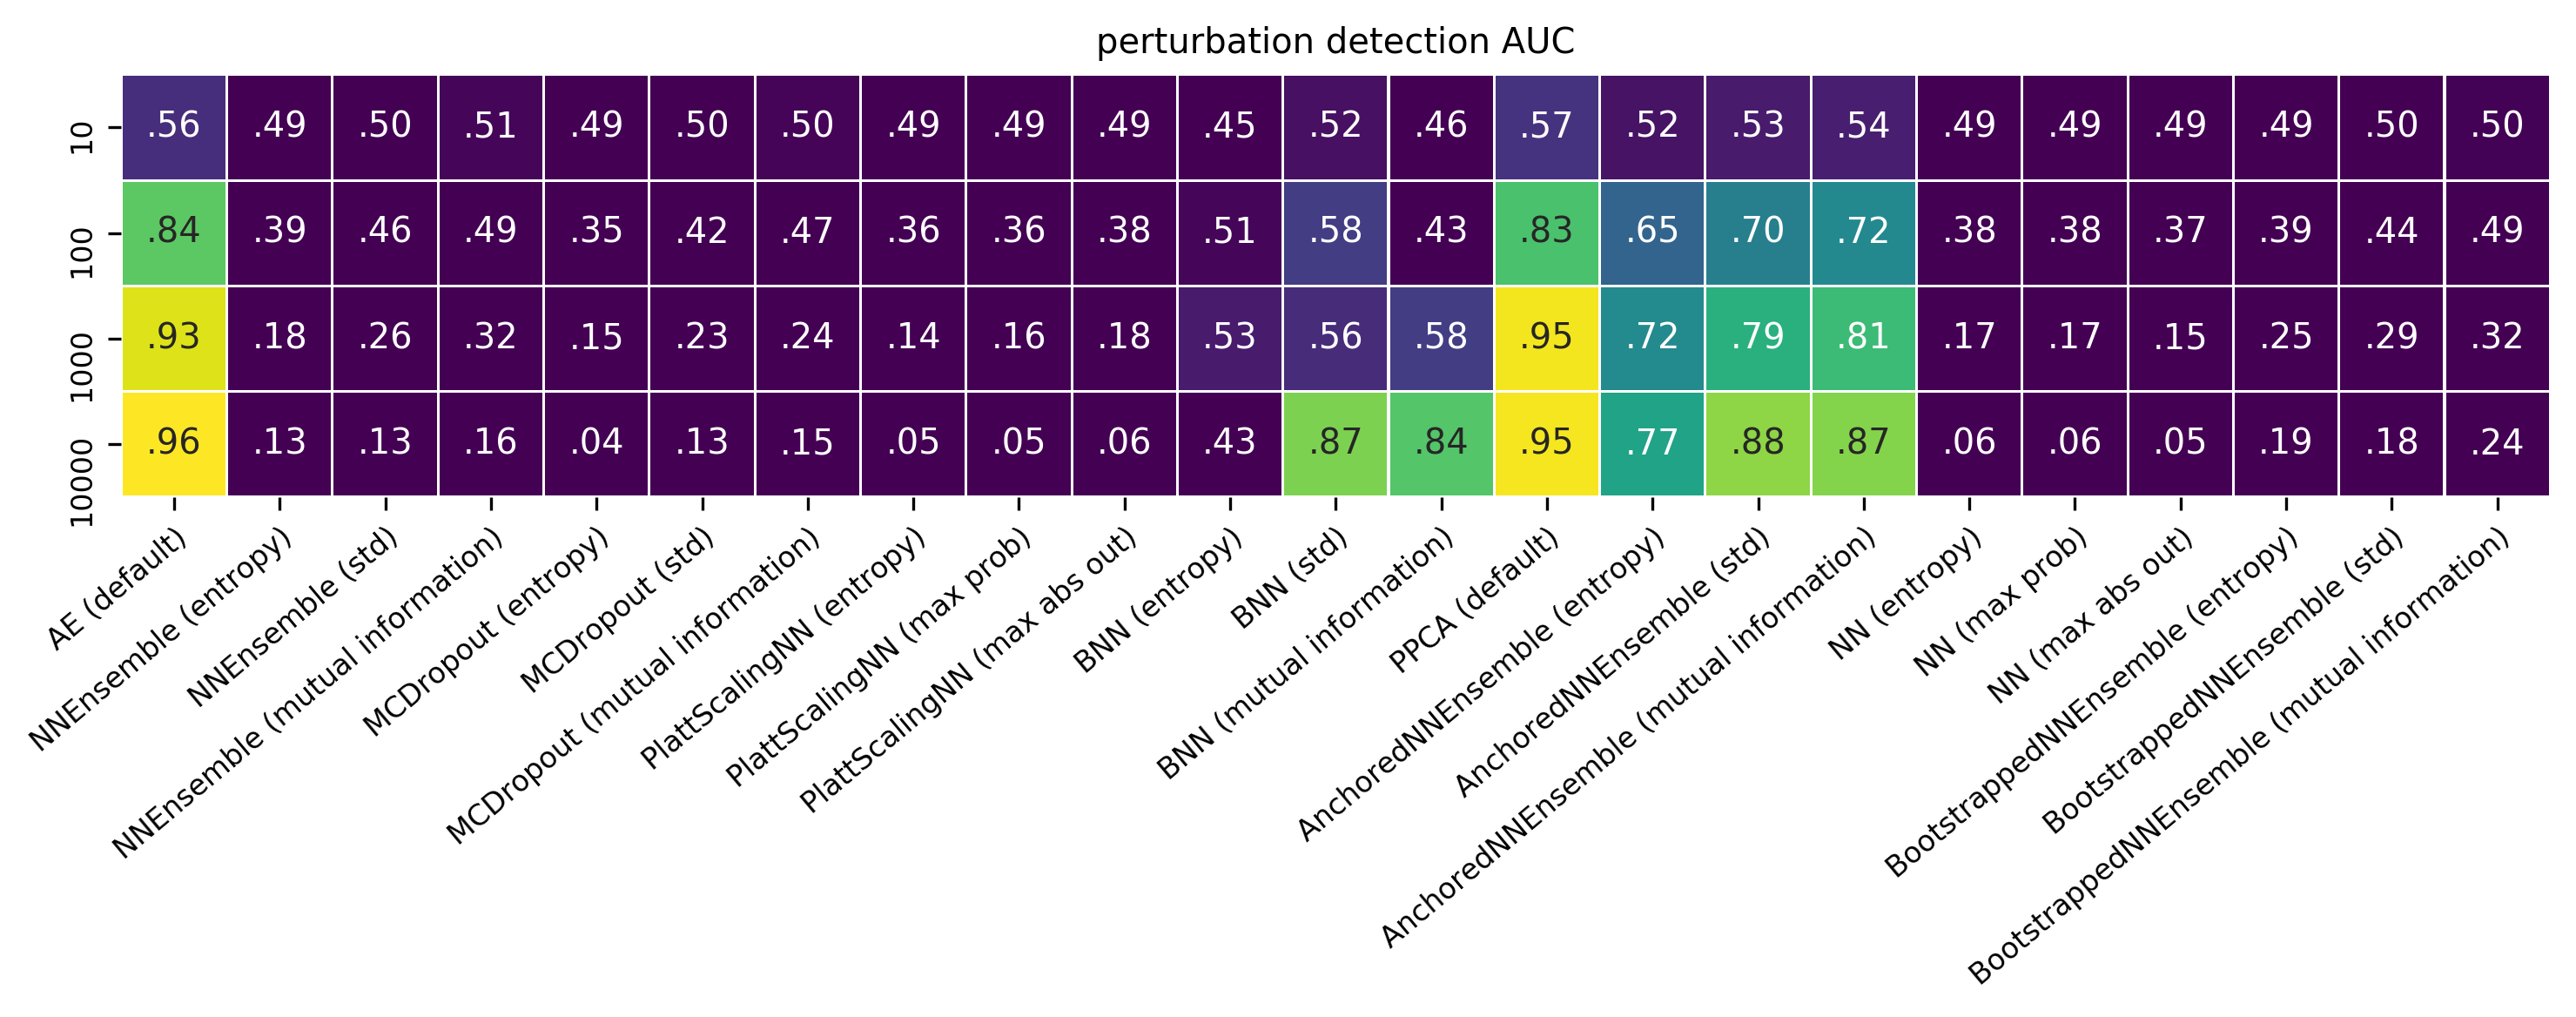 perturbation detection AUC
10 .56 .49 .50 .51 .49 .50 .50 .49 .49 .49 .45 .52 .46 .57 .52 .53 .54 .49 .49 .49 .49 .50 .50
100 .84 .39 .46 .49 .35 .42 .47 .36 .36 .38 .51 .58 .43 .83 .65 .70 .72 .38 .38 .37 .39 .44 .49
1000 .93 .18 .26 .32 .15 .23 .24 .14 .16 .18 .53 .56 .58 .95 .72 .79 .81 .17 .17 .15 .25 .29 .32
10000 .96 .13 .13 .16 .04 .13 .15 .05 .05 .06 .43 .87 .84 .95 .77 .88 .87 .06 .06 .05 .19 .18 .24
AE (default)
NNEnsemble (entropy)
NNEnsemble (std)
NNEnsemble (mutual information)
MCDropout (entropy)
MCDropout (std)
MCDropout (mutual information)
PlattScalingNN (entropy)
PlattScalingNN (max prob)
PlattScalingNN (max abs out)
BNN (entropy)
BNN (std)
BNN (mutual information)
PPCA (default)
AnchoredNNEnsemble (entropy)
AnchoredNNEnsemble (std)
AnchoredNNEnsemble (mutual information)
NN (entropy)
NN (max prob)
NN (max abs out)
BootstrappedNNEnsemble (entropy)
BootstrappedNNEnsemble (std)
BootstrappedNNEnsemble (mutual information)